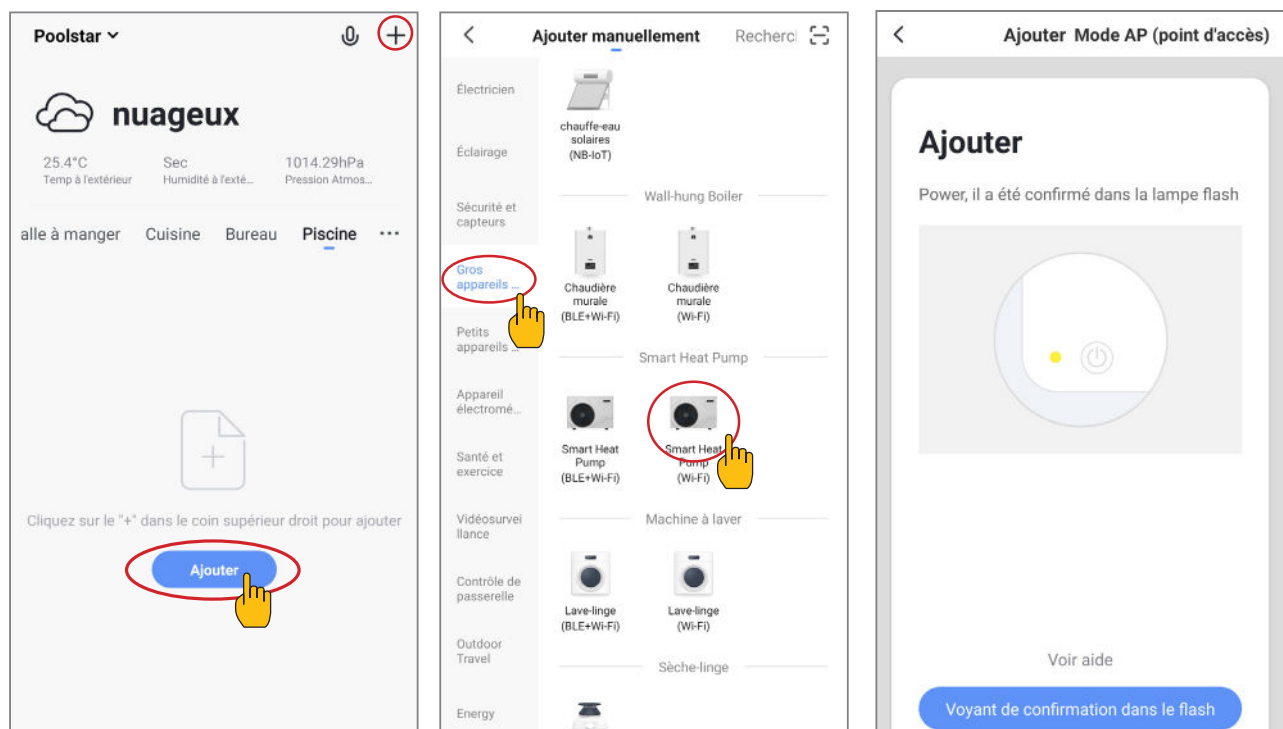 Poolstar
nuageux
25.4°C Sec 1014.29hPa
Temp à l'extérieur Humidité à l'exté... Pression Atmos...
alle à manger Cuisine Bureau Piscine ...
Cliquez sur le "+" dans le coin supérieur droit pour ajouter
Ajouter
Ajouter manuellement Recherc
Électricien
Éclairage
Sécurité et
capteurs
Gros
appareils ...
Petits
appareils ...
Appareil
électromé...
Santé et
exercice
Vidéosurvei
llance
Contrôle de
passerelle
Outdoor
Travel
Energy
chauffe-eau
solaires
(NB-IoT)
Wall-hung Boiler
Chaudière
murale
(BLE+Wi-Fi)
Chaudière
murale
(Wi-Fi)
Smart Heat Pump
Smart Heat
Pump
(BLE+Wi-Fi)
Smart Heat
Pump
(Wi-Fi)
Machine à laver
Lave-linge
(BLE+Wi-Fi)
Lave-linge
(Wi-Fi)
Sèche-linge
Ajouter Mode AP (point d'accès)
Ajouter
Power, il a été confirmé dans la lampe flash
Voir aide
Voyant de confirmation dans le flash